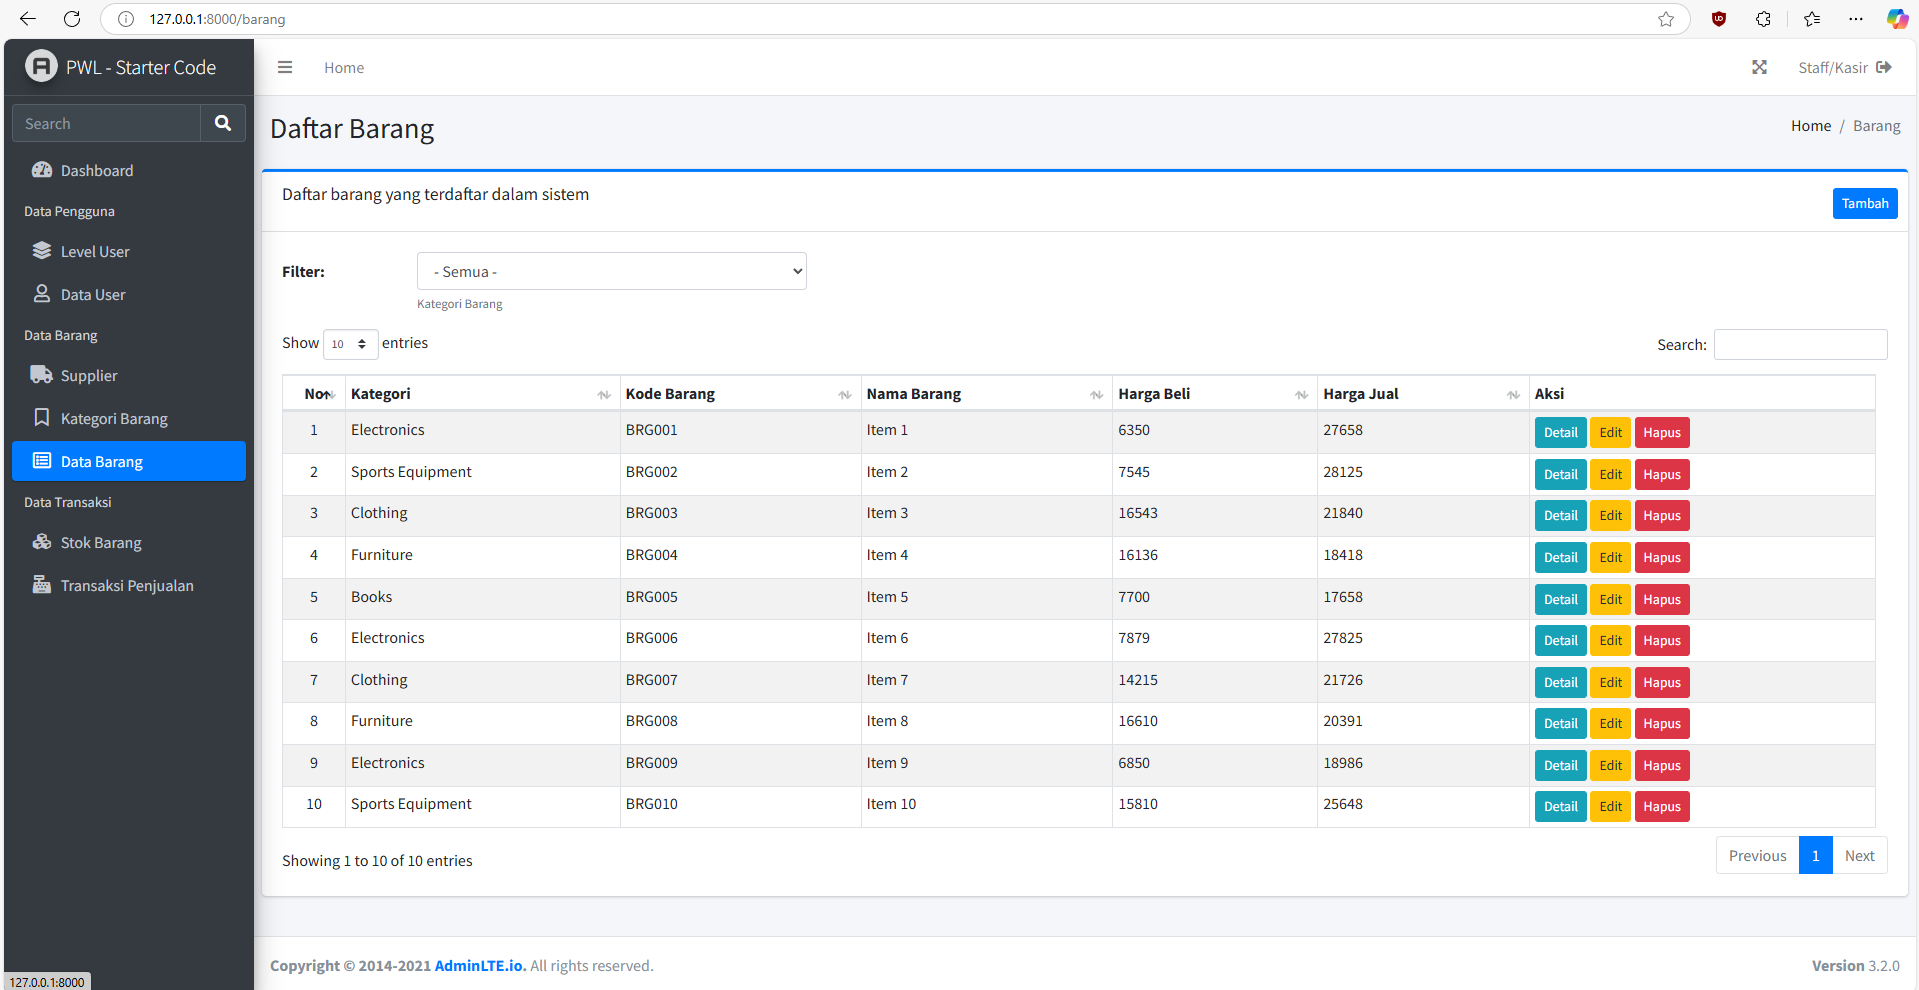 127.0.0.1:8000/barang
PWL - Starter Code
Home
Staff/Kasir
Search
Dashboard
Data Pengguna
Level User
Data User
Data Barang
Supplier
Kategori Barang
Data Barang
Data Transaksi
Stok Barang
Transaksi Penjualan
Daftar Barang
Home / Barang
Daftar barang yang terdaftar dalam sistem
Tambah
Filter:
- Semua -
Kategori Barang
Show 10 entries
Search:
No Kategori Kode Barang Nama Barang Harga Beli Harga Jual Aksi
1 Electronics BRG001 Item 1 6350 27658 Detail Edit Hapus
2 Sports Equipment BRG002 Item 2 7545 28125 Detail Edit Hapus
3 Clothing BRG003 Item 3 16543 21840 Detail Edit Hapus
4 Furniture BRG004 Item 4 16136 18418 Detail Edit Hapus
5 Books BRG005 Item 5 7700 17658 Detail Edit Hapus
6 Electronics BRG006 Item 6 7879 27825 Detail Edit Hapus
7 Clothing BRG007 Item 7 14215 21726 Detail Edit Hapus
8 Furniture BRG008 Item 8 16610 20391 Detail Edit Hapus
9 Electronics BRG009 Item 9 6850 18986 Detail Edit Hapus
10 Sports Equipment BRG010 Item 10 15810 25648 Detail Edit Hapus
Showing 1 to 10 of 10 entries
Previous 1 Next
Copyright © 2014-2021 AdminLTE.io. All rights reserved.
Version 3.2.0
127.0.0.1:8000